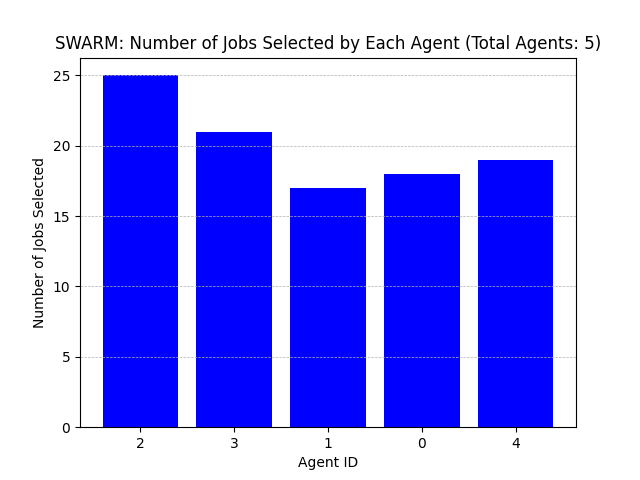 SWARM: Number of Jobs Selected by Each Agent (Total Agents: 5)
Number of Jobs Selected
25
20
15
10
5
0
2 3 1 0 4
Agent ID